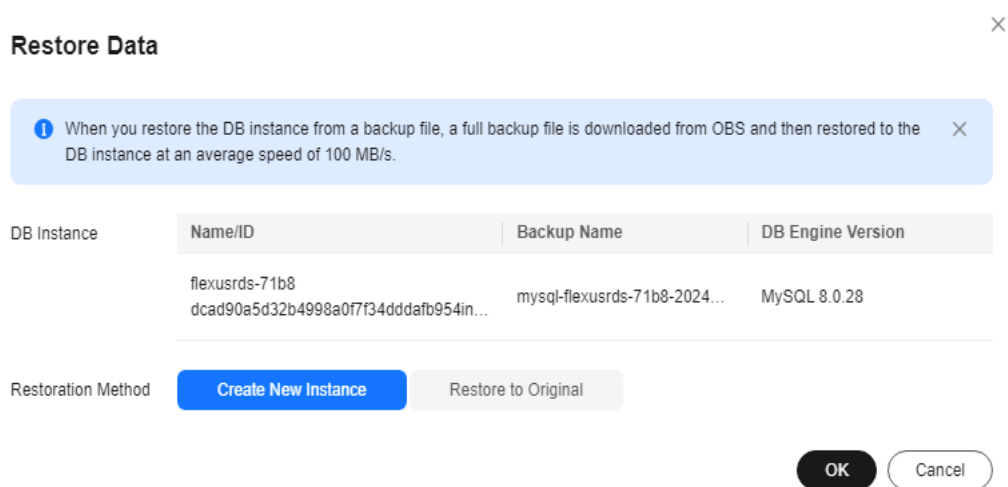 Restore Data
When you restore the DB instance from a backup file, a full backup file is downloaded from OBS and then restored to the
DB instance at an average speed of 100 MB/s.
DB Instance
Name/ID Backup Name DB Engine Version
flexusrds-71b8
dcad90a5d32b4998a0f7f34dddafb954in...
mysql-flexusrds-71b8-2024...
MySQL 8.0.28
Restoration Method
Create New Instance Restore to Original
OK Cancel